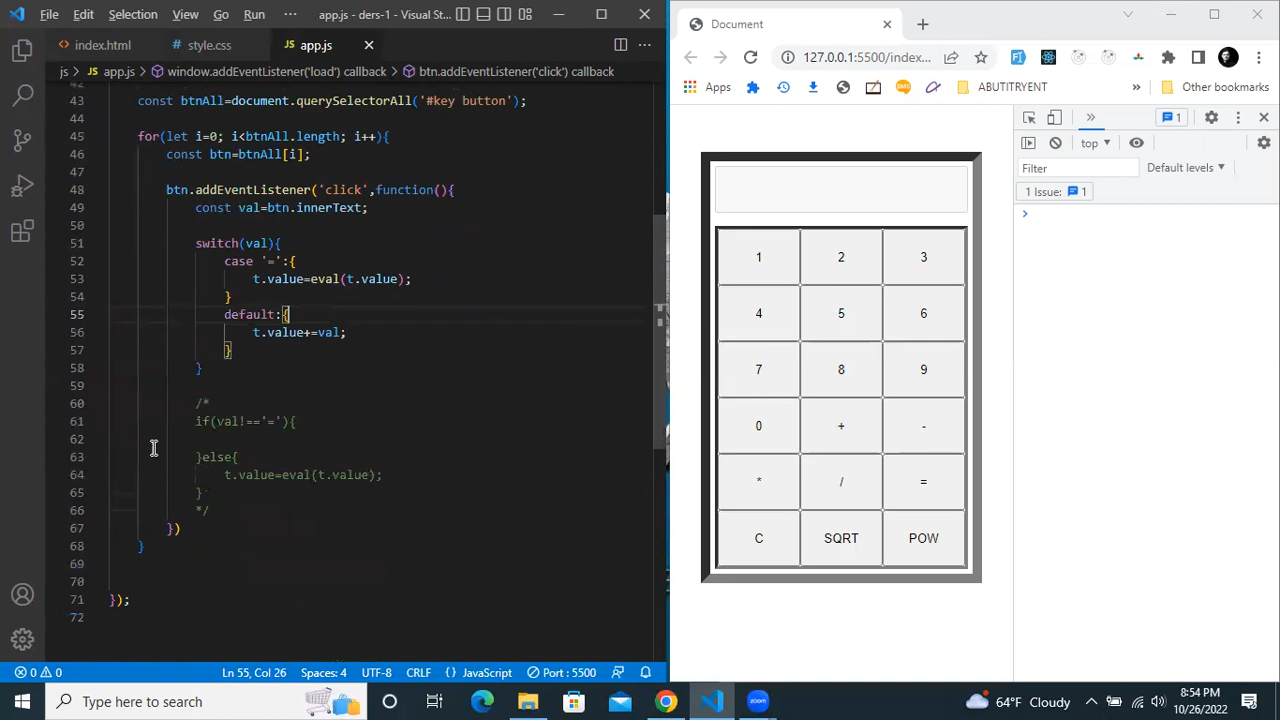 File Edit Selection View Go Run ... app.js - ders-1 - Visual St...
index.html style.css app.js
js > app.js > window.addEventListener('load') callback > btn.addEventListener('click') callback
43 const btnAll=document.querySelectorAll('#key button');
44
45 for(let i=0; i<btnAll.length; i++){
46 const btn=btnAll[i];
47
48 btn.addEventListener('click',function(){
49 const val=btn.innerText;
50
51 switch(val){
52 case '=':{
53 t.value=eval(t.value);
54 }
55 default:{
56 t.value+=val;
57 }
58 }
59
60 /*
61 if(val!=='='){
62
63 }else{
64 t.value=eval(t.value);
65 }
66 */
67 })
68 }
69
70
71 });
72
0 0 Ln 55, Col 26 Spaces: 4 UTF-8 CRLF {} JavaScript Port : 5500
Document
127.0.0.1:5500/index...
Apps ABUTITRYENT » Other bookmarks
1
top
Filter Default levels
1 Issue: 1
1 2 3
4 5 6
7 8 9
0 + -
* / =
C SQRT POW
Type here to search
64°F Cloudy
8:54 PM
10/26/2022